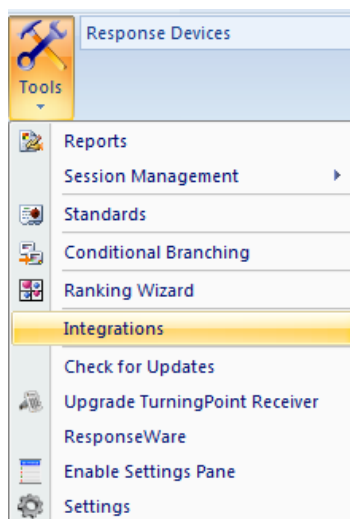 Response Devices
Tools
Reports
Session Management
Standards
Conditional Branching
Ranking Wizard
Integrations
Check for Updates
Upgrade TurningPoint Receiver
ResponseWare
Enable Settings Pane
Settings